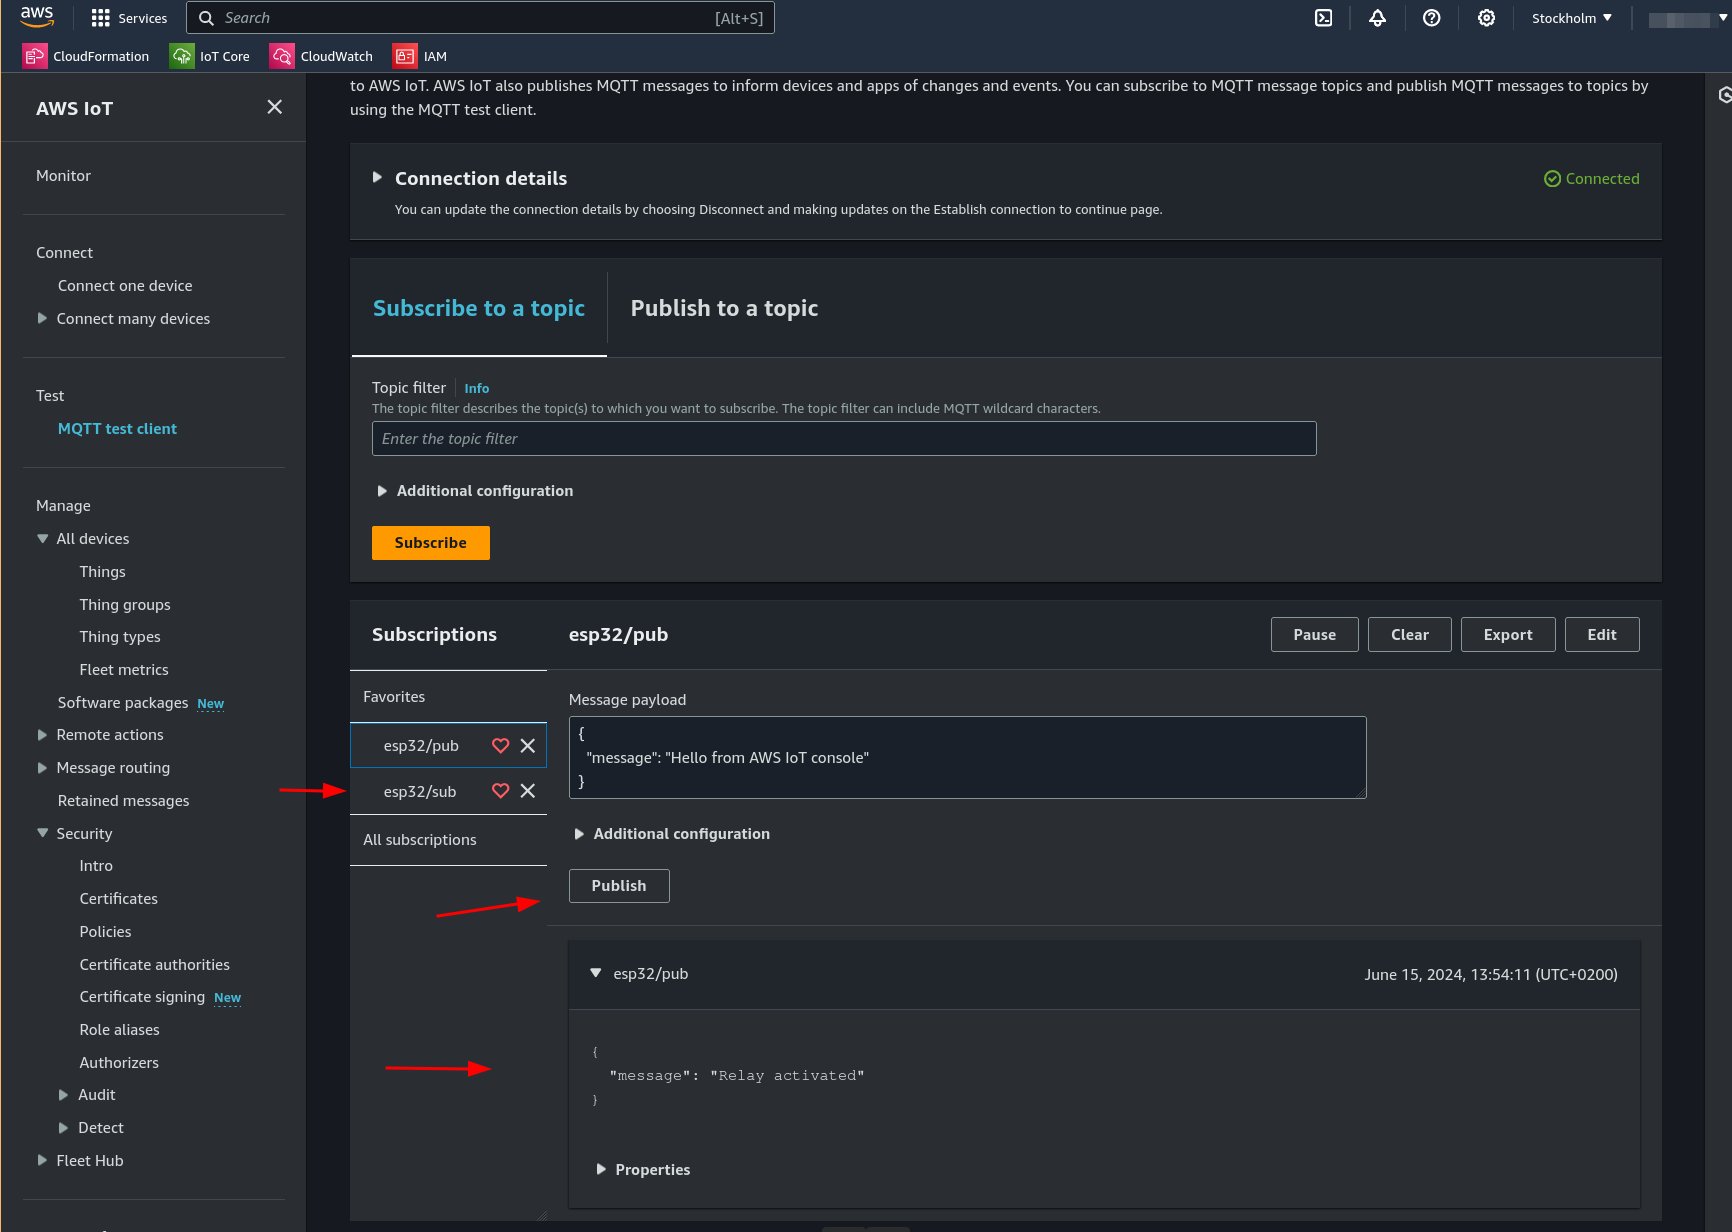 aws
Services
Search
[Alt+S]
Stockholm
CloudFormation
IoT Core
CloudWatch
IAM
AWS IoT
Monitor
Connect
Connect one device
Connect many devices
Test
MQTT test client
Manage
All devices
Things
Thing groups
Thing types
Fleet metrics
Software packages New
Remote actions
Message routing
Retained messages
Security
Intro
Certificates
Policies
Certificate authorities
Certificate signing New
Role aliases
Authorizers
Audit
Detect
Fleet Hub
to AWS IoT. AWS IoT also publishes MQTT messages to inform devices and apps of changes and events. You can subscribe to MQTT message topics and publish MQTT messages to topics by
using the MQTT test client.
Connection details
Connected
You can update the connection details by choosing Disconnect and making updates on the Establish connection to continue page.
Subscribe to a topic
Publish to a topic
Topic filter Info
The topic filter describes the topic(s) to which you want to subscribe. The topic filter can include MQTT wildcard characters.
Enter the topic filter
Additional configuration
Subscribe
Subscriptions
Favorites
esp32/pub
esp32/sub
All subscriptions
esp32/pub
Pause
Clear
Export
Edit
Message payload
{
"message": "Hello from AWS IoT console"
}
Additional configuration
Publish
esp32/pub
June 15, 2024, 13:54:11 (UTC+0200)
{
"message": "Relay activated"
}
Properties